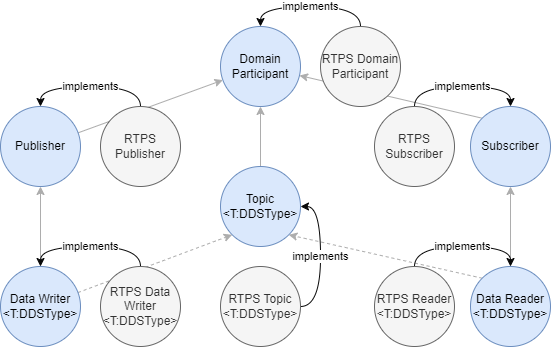 implements
Domain
Participant
RTPS Domain
Participant
implements
implements
Publisher
RTPS
Publisher
RTPS
Subscriber
Subscriber
Topic
<T:DDSType>
implements
implements
implements
Data Writer
<T:DDSType>
RTPS Data
Writer
<T:DDSType>
RTPS Topic
<T:DDSType>
RTPS Reader
<T:DDSType>
Data Reader
<T:DDSType>